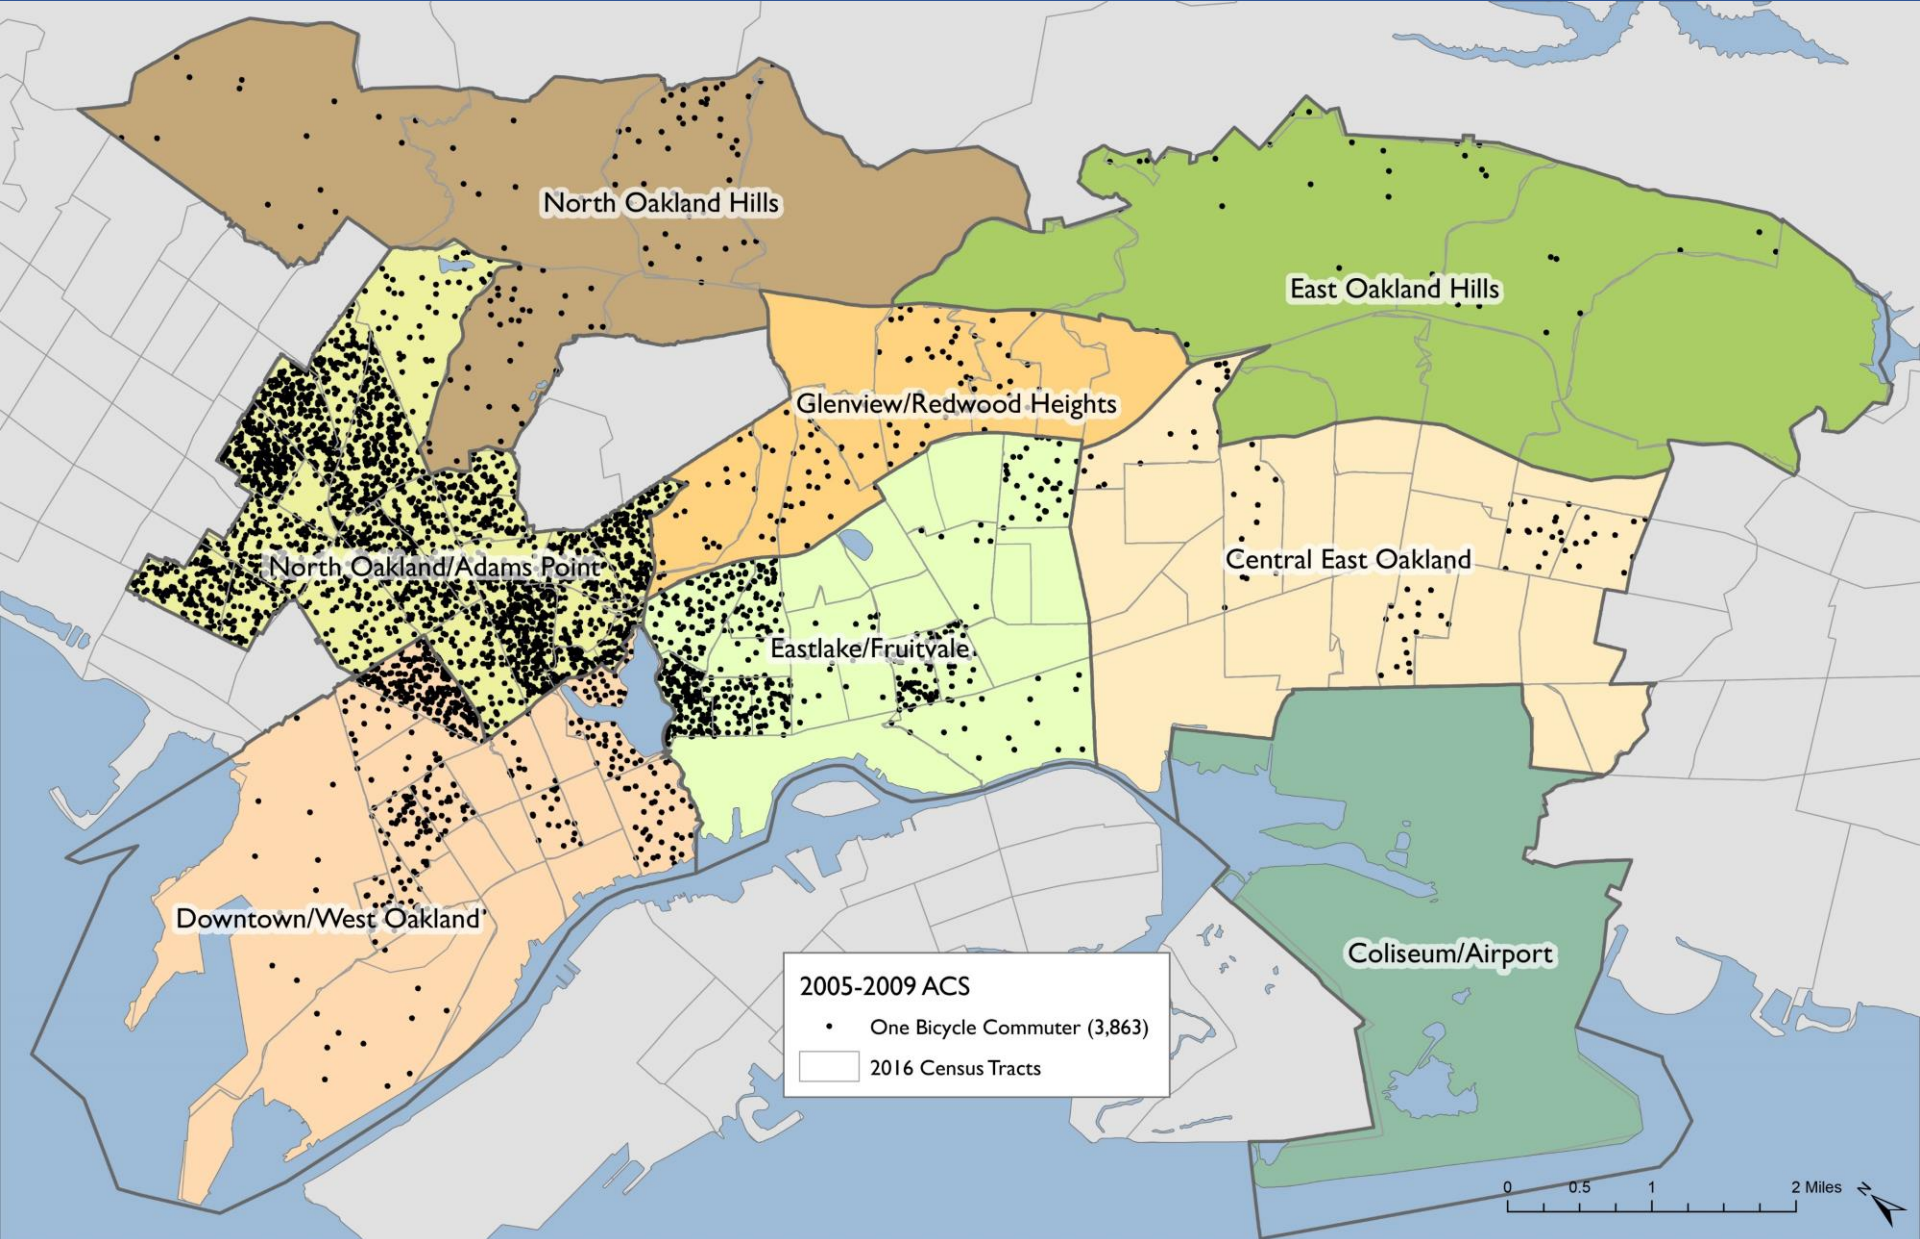 North Oakland Hills
East Oakland Hills
Glenview/Redwood Heights
North Oakland/Adams Point
Central East Oakland
Eastlake/Fruitvale
Downtown/West Oakland
Coliseum/Airport
2005-2009 ACS
One Bicycle Commuter (3,863)
2016 Census Tracts
0 0.5 1 2 Miles
N